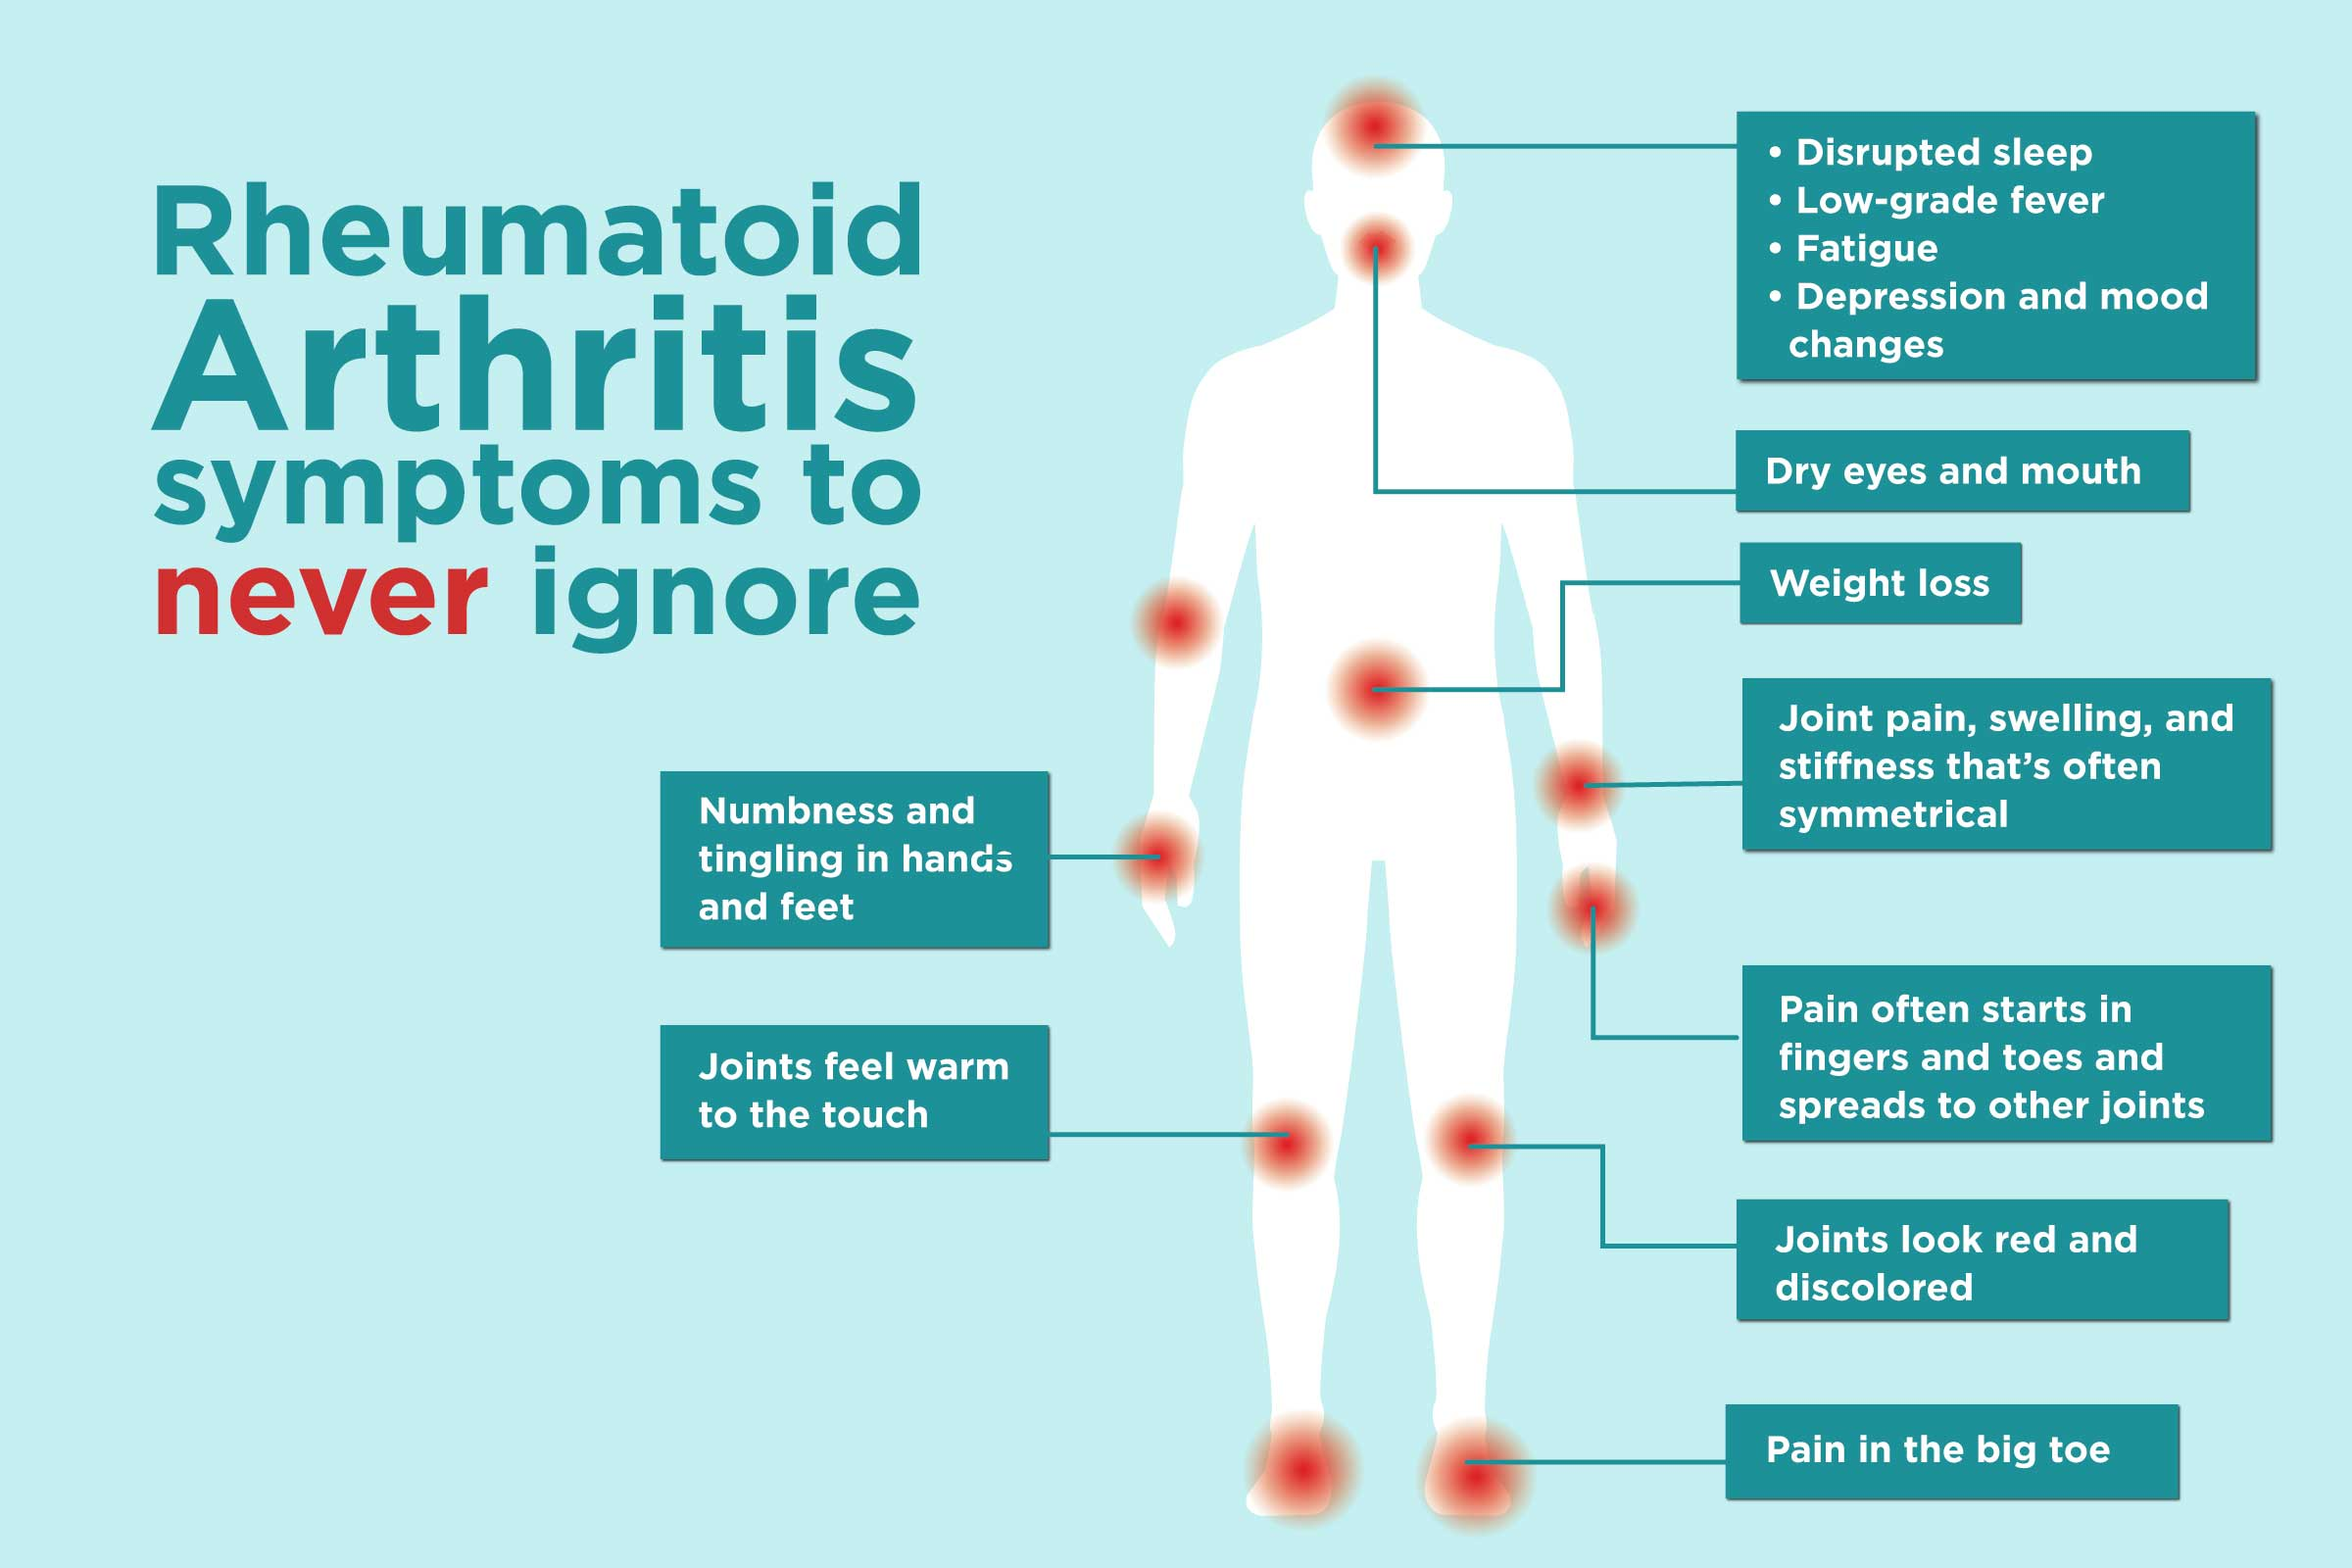 Rheumatoid
Arthritis
symptoms to
never ignore
• Disrupted sleep
• Low-grade fever
• Fatigue
• Depression and mood
changes
Dry eyes and mouth
Weight loss
Joint pain, swelling, and
stiffness that's often
symmetrical
Numbness and
tingling in hands
and feet
Pain often starts in
fingers and toes and
spreads to other joints
Joints feel warm
to the touch
Joints look red and
discolored
Pain in the big toe